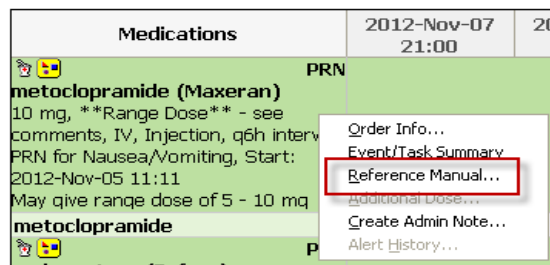 Medications
2012-Nov-07
21:00
PRN
metoclopramide (Maxeran)
10 mg, **Range Dose** - see
comments, IV, Injection, q6h
PRN for Nausea/Vomiting, Start:
2012-Nov-05 11:11
May give range dose of 5 - 10 mg
metoclopramide
Order Info...
Event/Task Summary
Reference Manual...
Additional Dose...
Create Admin Note...
Alert History...